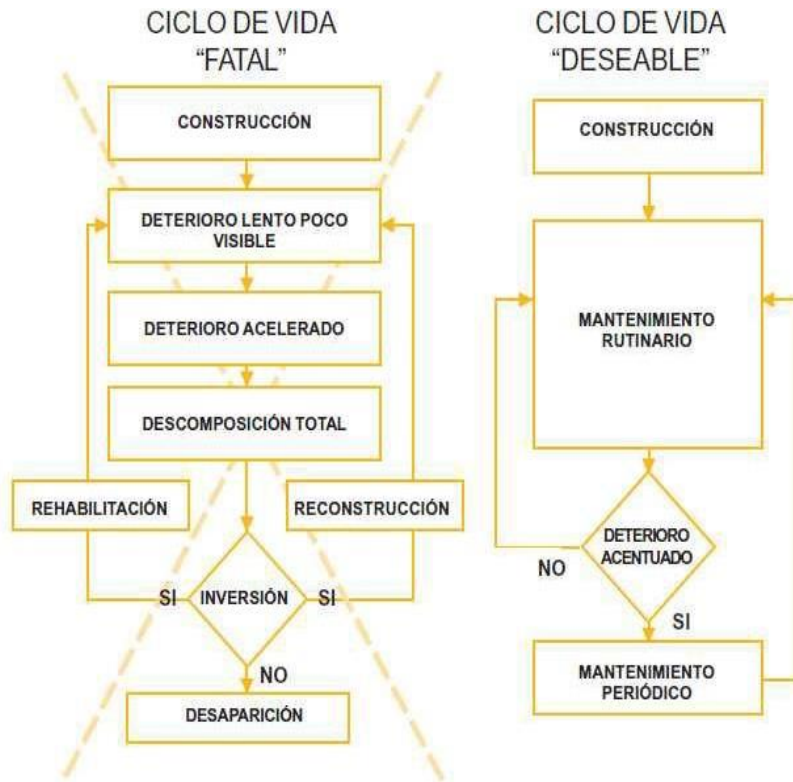 CICLO DE VIDA
“FATAL”
CONSTRUCCIÓN
DETERIORO LENTO POCO
VISIBLE
DETERIORO ACELERADO
DESCOMPOSICIÓN TOTAL
REHABILITACIÓN
RECONSTRUCCIÓN
SI
INVERSIÓN
SI
NO
DESAPARICIÓN
CICLO DE VIDA
“DESEABLE”
CONSTRUCCIÓN
MANTENIMIENTO
RUTINARIO
DETERIORO
ACENTUADO
NO
SI
MANTENIMIENTO
PERIÓDICO